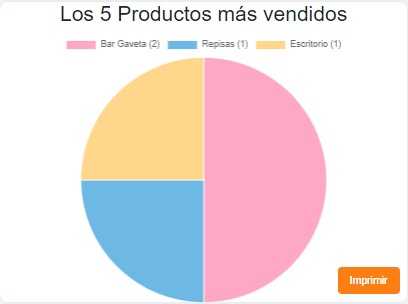 Los 5 Productos más vendidos
Bar Gaveta (2) Repisas (1) Escritorio (1)
Imprimir